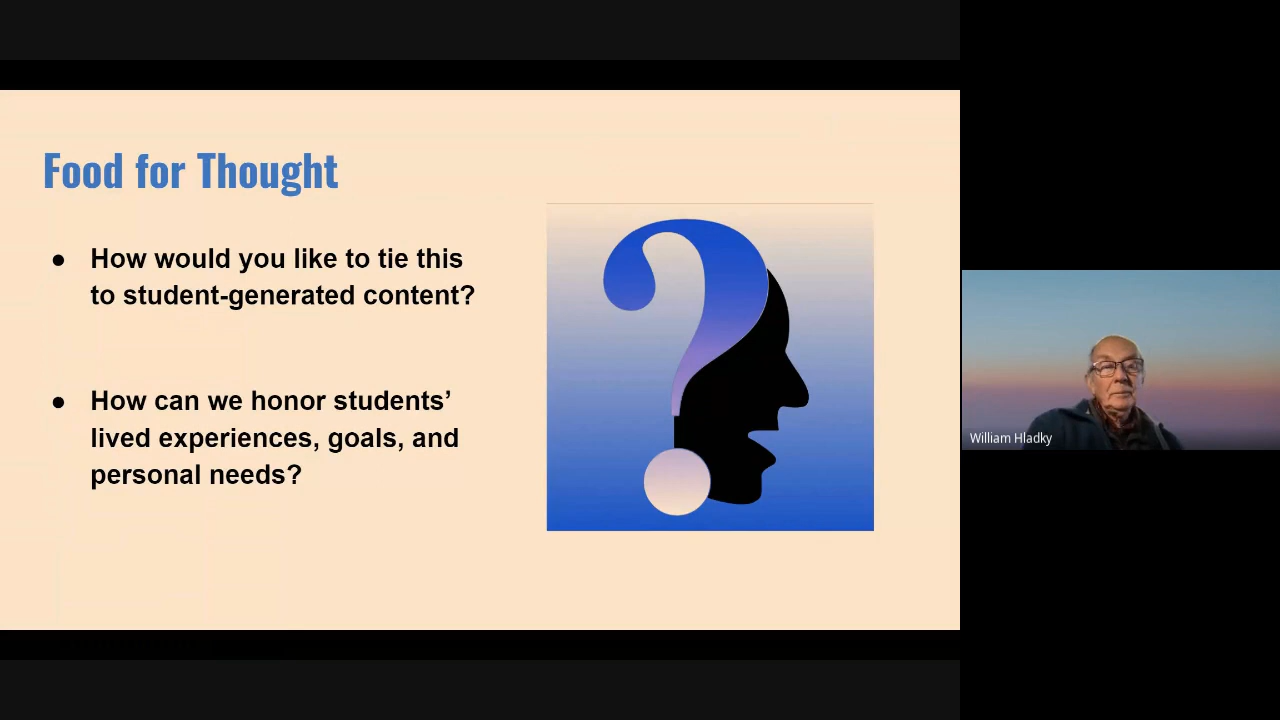 Food for Thought
● How would you like to tie this
to student-generated content?
● How can we honor students’
lived experiences, goals, and
personal needs?
William Hladky